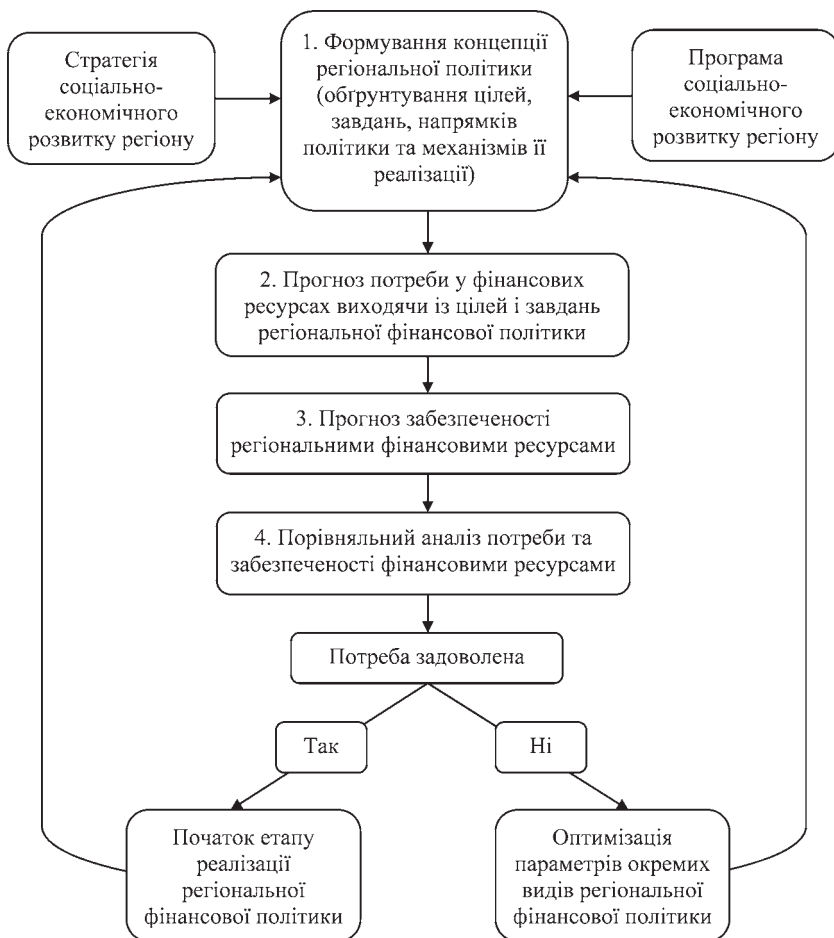 Стратегія
соціально-
економічного
розвитку регіону
1. Формування концепції
регіональної політики
(обґрунтування цілей,
завдань, напрямків
політики та механізмів її
реалізації)
Програма
соціально-
економічного
розвитку регіону
2. Прогноз потреби у фінансових
ресурсах виходячи із цілей і завдань
регіональної фінансової політики
3. Прогноз забезпеченості
регіональними фінансовими ресурсами
4. Порівняльний аналіз потреби та
забезпеченості фінансовими ресурсами
Потреба задоволена
Так
Ні
Початок етапу
реалізації
регіональної
фінансової політики
Оптимізація
параметрів окремих
видів регіональної
фінансової політики